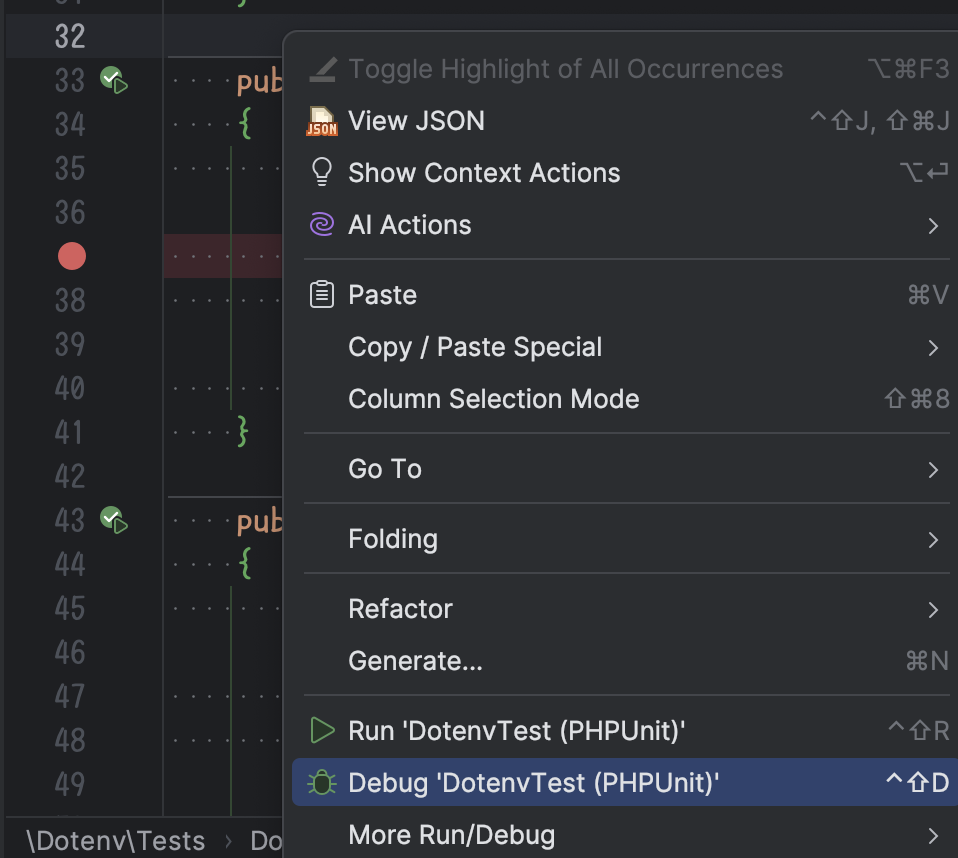 32
Toggle Highlight of All Occurrences ⌥⌘F3
33 pub
View JSON ^⇧J, ⇧⌘J
34 {
35
Show Context Actions ⌥↩
36
AI Actions
Paste ⌘V
38
39
Copy / Paste Special
40
Column Selection Mode ⇧⌘8
41 }
42
Go To
43 pub
Folding
44 {
45
Refactor
46
Generate... ⌘N
47
48
Run 'DotenvTest (PHPUnit)' ^⇧R
49
Debug 'DotenvTest (PHPUnit)' ^⇧D
\Dotenv\Tests › Do
More Run/Debug